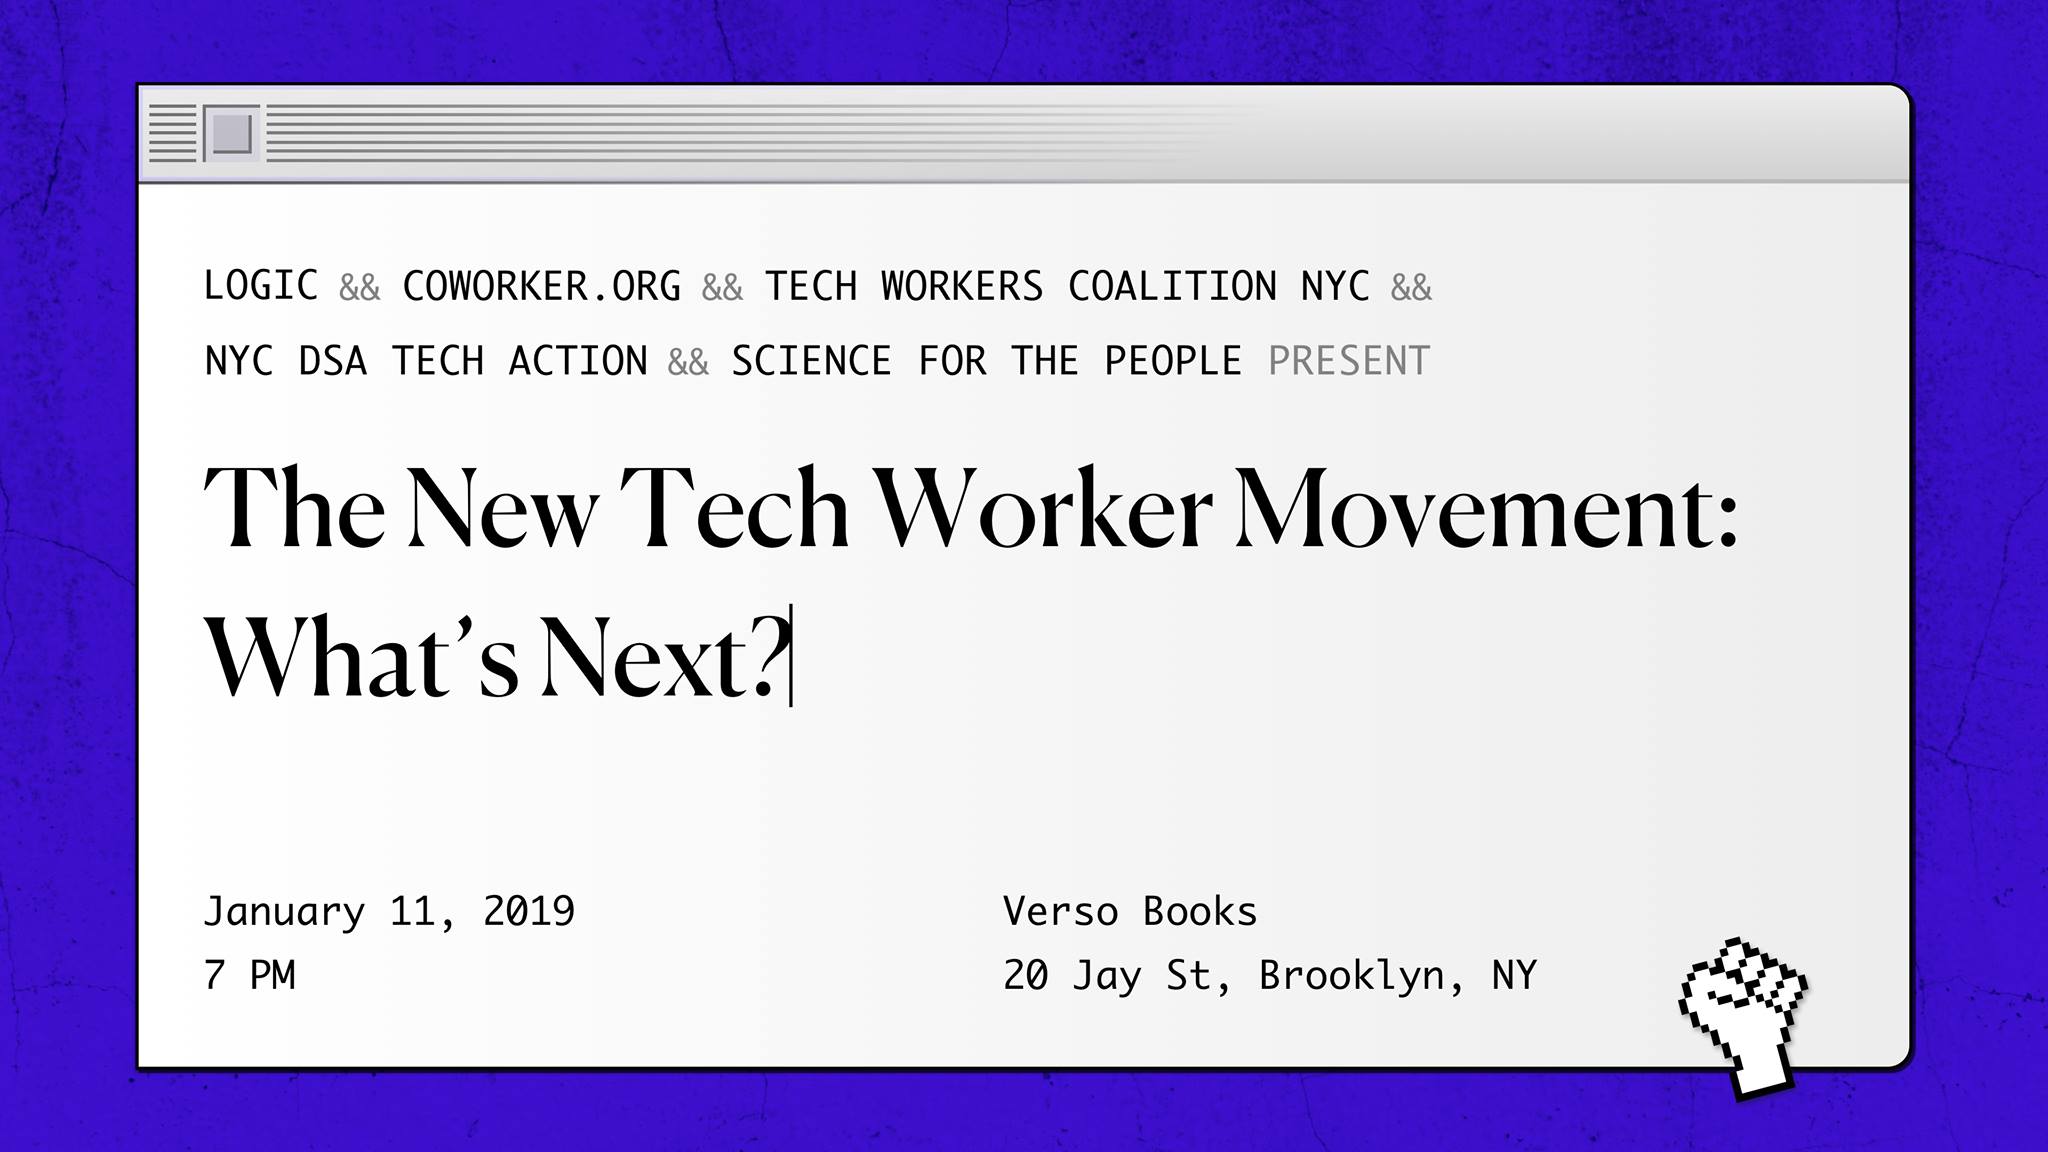 LOGIC && COWORKER.ORG && TECH WORKERS COALITION NYC &&
NYC DSA TECH ACTION && SCIENCE FOR THE PEOPLE PRESENT
The New Tech Worker Movement:
What’s Next?
January 11, 2019
7 PM
Verso Books
20 Jay St, Brooklyn, NY